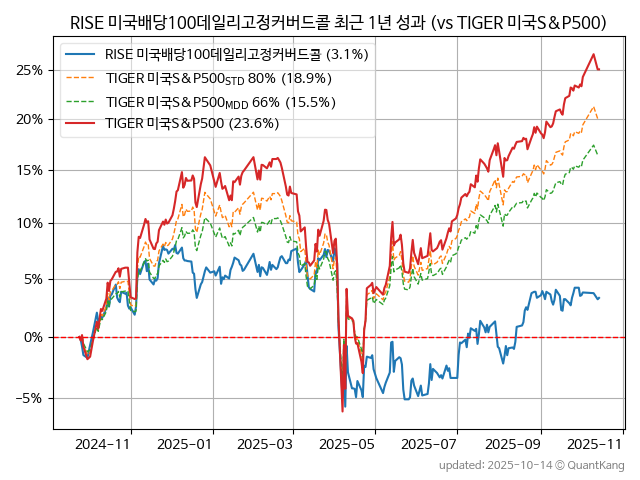 RISE 미국배당100데일리고정커버드콜 최근 1년 성과 (vs TIGER 미국S&P500)
RISE 미국배당100데일리고정커버드콜 (3.1%)
TIGER 미국S&P500STD 80% (18.9%)
TIGER 미국S&P500MDD 66% (15.5%)
TIGER 미국S&P500 (23.6%)
25%
20%
15%
10%
5%
0%
−5%
2024-11 2025-01 2025-03 2025-05 2025-07 2025-09 2025-11
updated: 2025-10-14 © QuantKang